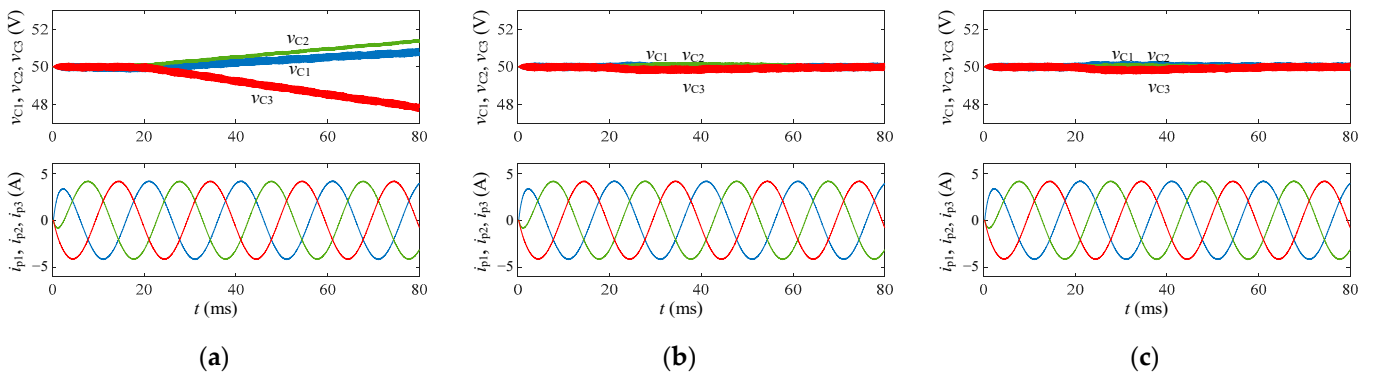 vC1, vC2, vC3 (V)
52
50
48
vC2
vC1
vC3
0 20 40 60 80
ip1, ip2, ip3 (A)
5
0
−5
0 20 40 60 80
t (ms)
(a)
vC1, vC2, vC3 (V)
52
50
48
vC1 vC2
vC3
0 20 40 60 80
ip1, ip2, ip3 (A)
5
0
−5
0 20 40 60 80
t (ms)
(b)
vC1, vC2, vC3 (V)
52
50
48
vC1 vC2
vC3
0 20 40 60 80
ip1, ip2, ip3 (A)
5
0
−5
0 20 40 60 80
t (ms)
(c)